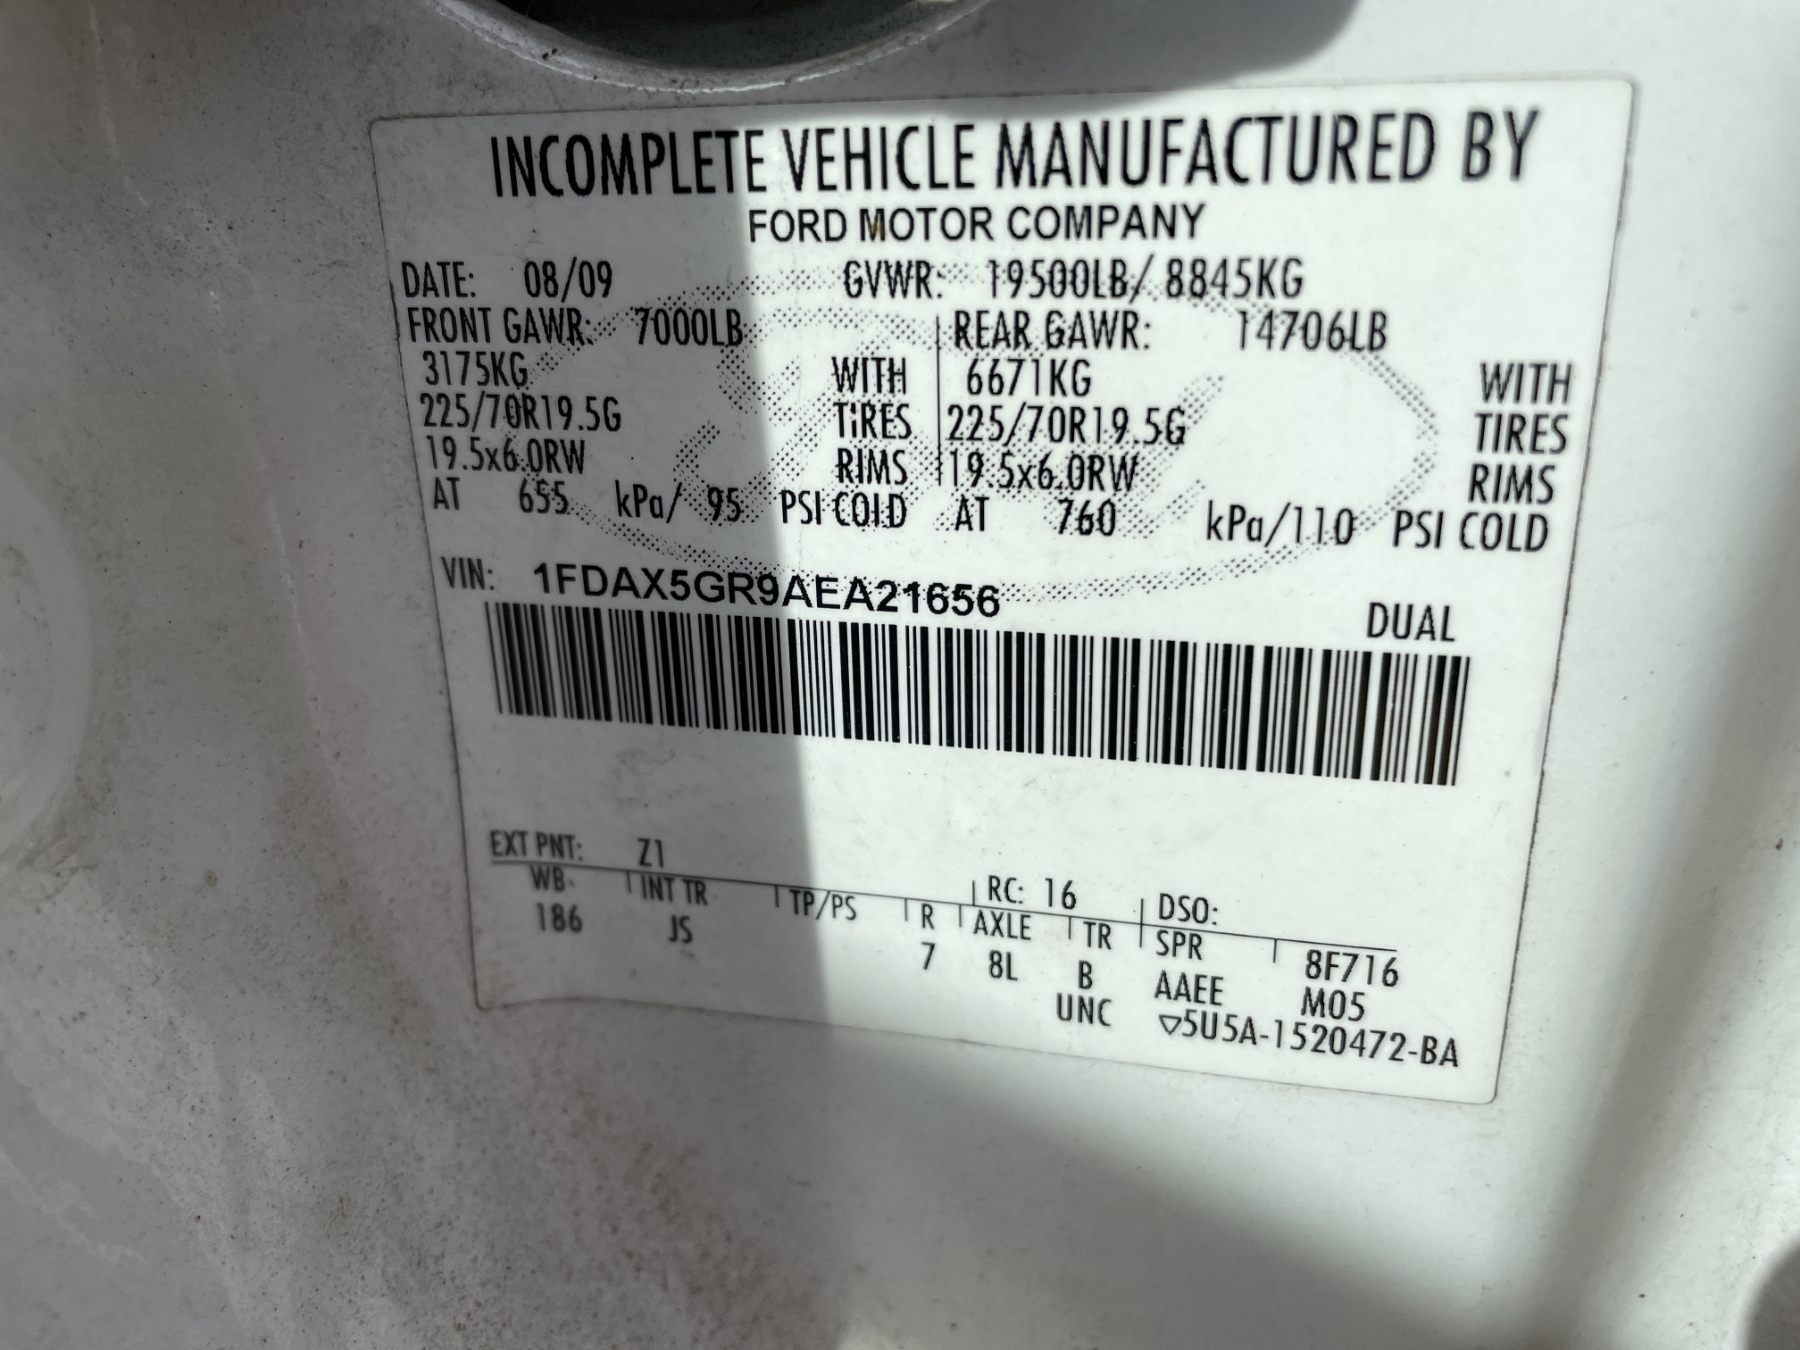 INCOMPLETE VEHICLE MANUFACTURED BY
FORD MOTOR COMPANY
DATE: 08/09 GVWR: 19500LB/ 8845KG
FRONT GAWR: 7000LB REAR GAWR: 14706LB
3175KG WITH 6671KG WITH
225/70R19.5G TIRES 225/70R19.5G TIRES
19.5x6.0RW RIMS 19.5x6.0RW RIMS
AT 655 kPa/ 95 PSI COLD AT 760 kPa/110 PSI COLD
VIN: 1FDAX5GR9AEA21656
DUAL
EXT PNT: Z1 RC: 16 DSO:
WB INT TR TP/PS R AXLE TR SPR 8F716
186 JS 7 8L B AAEE M05
UNC ▽5U5A-1520472-BA